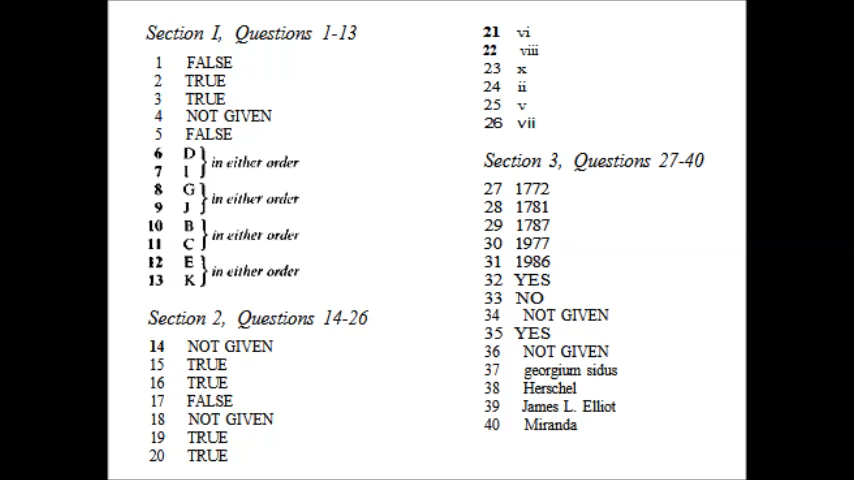 Section I, Questions 1-13
1 FALSE
2 TRUE
3 TRUE
4 NOT GIVEN
5 FALSE
6 D
7 I
in either order
8 G
9 J
in either order
10 B
11 C
in either order
12 E
13 K
in either order
Section 2, Questions 14-26
14 NOT GIVEN
15 TRUE
16 TRUE
17 FALSE
18 NOT GIVEN
19 TRUE
20 TRUE
21 vi
22 viii
23 x
24 ii
25 v
26 vii
Section 3, Questions 27-40
27 1772
28 1781
29 1787
30 1977
31 1986
32 YES
33 NO
34 NOT GIVEN
35 YES
36 NOT GIVEN
37 georgium sidus
38 Herschel
39 James L. Elliot
40 Miranda